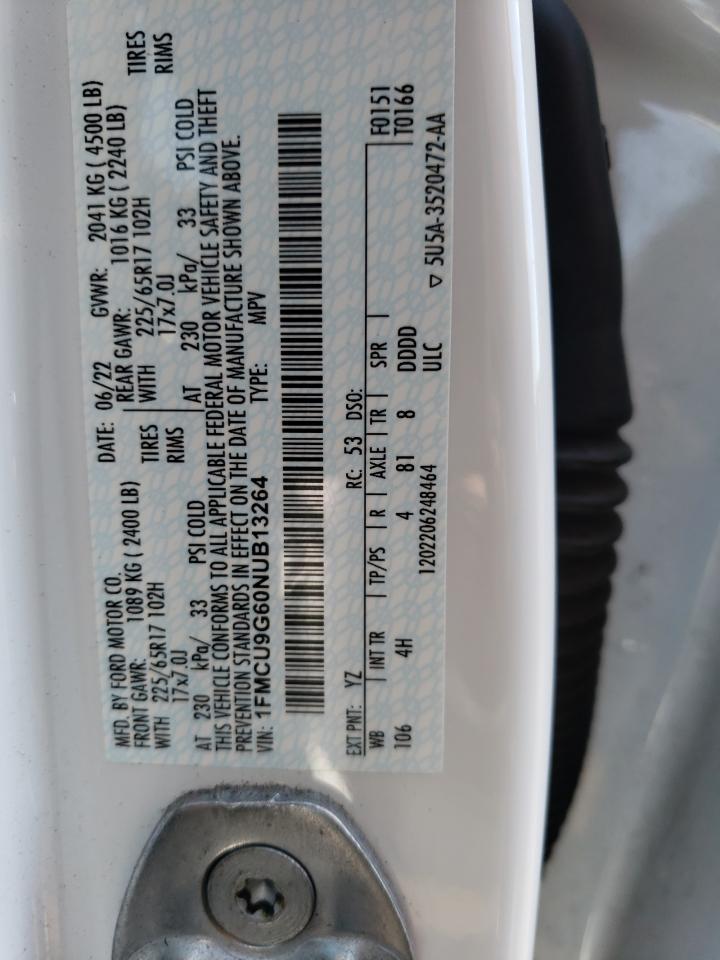 MFD. BY FORD MOTOR CO. DATE: 06/22 GVWR: 2041 KG ( 4500 LB)
FRONT GAWR: 1089 KG ( 2400 LB) REAR GAWR: 1016 KG ( 2240 LB)
WITH 225/65R17 102H TIRES WITH 225/65R17 102H TIRES
17x7.0J RIMS 17x7.0J RIMS
AT 230 kPa/ 33 PSI COLD AT 230 kPa/ 33 PSI COLD
THIS VEHICLE CONFORMS TO ALL APPLICABLE FEDERAL MOTOR VEHICLE SAFETY AND THEFT
PREVENTION STANDARDS IN EFFECT ON THE DATE OF MANUFACTURE SHOWN ABOVE.
VIN: 1FMCU9G60NUB13264 TYPE: MPV
EXT PNT: YZ RC: 53 DSO: F0151
WB INT TR TP/PS R AXLE TR SPR T0166
106 4H 4 81 8 DDDD
1202206248464 ULC ▽ 5U5A-3520472-AA